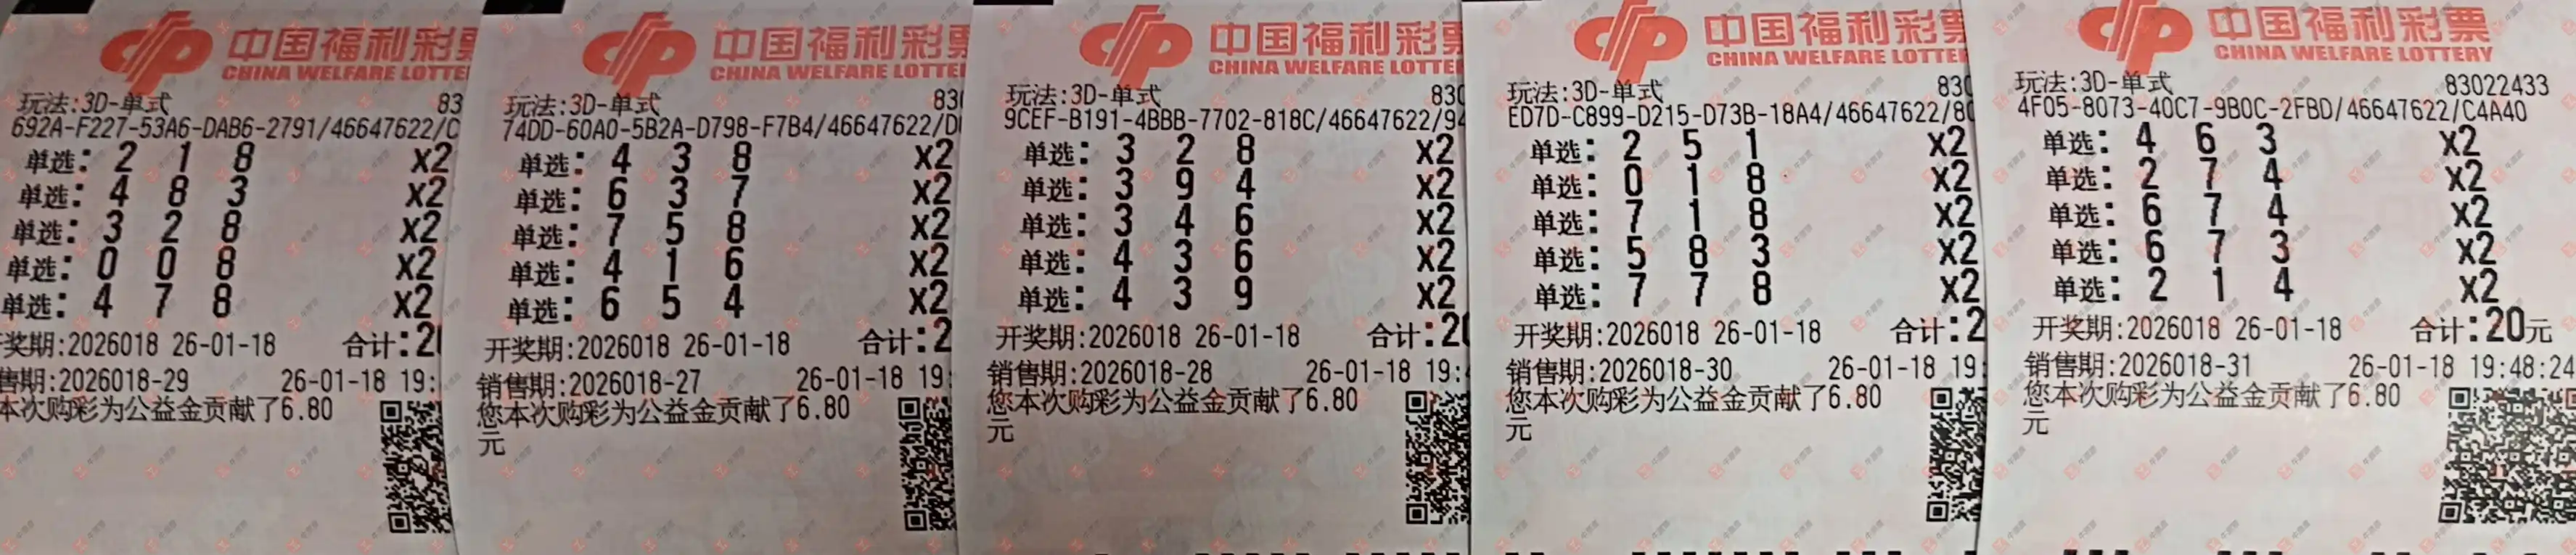 中国福利彩票
CHINA WELFARE LOTTE
玩法:3D-单式 83
692A-F227-53A6-DAB6-2791/46647622/C
单选: 2 1 8 x2
单选: 4 8 3 x2
单选: 3 2 8 x2
单选: 0 0 8 x2
单选: 4 7 8 x2
开奖期:2026018 26-01-18 合计:2
售期:2026018-29 26-01-18 19:
本次购彩为公益金贡献了6.80
中国福利彩票
CHINA WELFARE LOTTE
玩法:3D-单式 83
74DD-60A0-5B2A-D798-F7B4/46647622/D
单选: 4 3 8 x2
单选: 6 3 7 x2
单选: 7 5 8 x2
单选: 4 1 6 x2
单选: 6 5 4 x2
开奖期:2026018 26-01-18 合计:2
销售期:2026018-27 26-01-18 19:
您本次购彩为公益金贡献了6.80
元
中国福利彩票
CHINA WELFARE LOTTE
玩法:3D-单式 830
9CEF-B191-4BBB-7702-818C/46647622/94
单选: 3 2 8 x2
单选: 3 9 4 x2
单选: 3 4 6 x2
单选: 4 3 6 x2
单选: 4 3 9 x2
开奖期:2026018 26-01-18 合计:20
销售期:2026018-28 26-01-18 19:
您本次购彩为公益金贡献了6.80
元
中国福利彩票
CHINA WELFARE LOTTE
玩法:3D-单式 830
ED7D-C899-D215-D73B-18A4/46647622/80
单选: 2 5 1 x2
单选: 0 1 8 x2
单选: 7 1 8 x2
单选: 5 8 3 x2
单选: 7 7 8 x2
开奖期:2026018 26-01-18 合计:2
销售期:2026018-30 26-01-18 19:
您本次购彩为公益金贡献了6.80
元
中国福利彩票
CHINA WELFARE LOTTERY
玩法:3D-单式 83022433
4F05-8073-40C7-9B0C-2FBD/46647622/C4A40
单选: 4 6 3 x2
单选: 2 7 4 x2
单选: 6 7 4 x2
单选: 6 7 3 x2
单选: 2 1 4 x2
开奖期:2026018 26-01-18 合计:20元
销售期:2026018-31 26-01-18 19:48:24
您本次购彩为公益金贡献了6.80
元